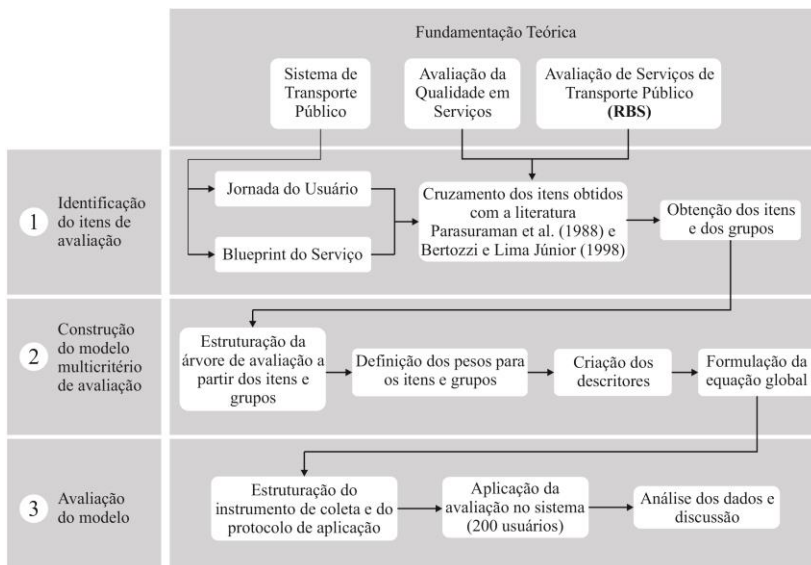 Fundamentação Teórica
Sistema de
Transporte
Público
Avaliação da
Qualidade em
Serviços
Avaliação de Serviços de
Transporte Público
(RBS)
1
Identificação
do itens de
avaliação
Jornada do Usuário
Blueprint do Serviço
Cruzamento dos itens obtidos
com a literatura
Parasuraman et al. (1988) e
Bertozzi e Lima Júnior (1998)
Obtenção dos itens
e dos grupos
2
Construção
do modelo
multicritério
de avaliação
Estruturação da
árvore de avaliação a
partir dos itens e
grupos
Definição dos pesos para
os itens e grupos
Criação dos
descritores
Formulação da
equação global
3
Avaliação
do modelo
Estruturação do
instrumento de coleta e do
protocolo de aplicação
Aplicação da
avaliação no sistema
(200 usuários)
Análise dos dados e
discussão